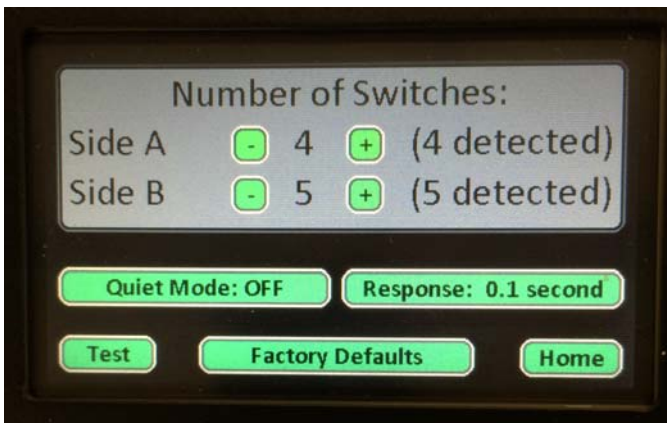 Number of Switches:
Side A - 4 + (4 detected)
Side B - 5 + (5 detected)
Quiet Mode: OFF Response: 0.1 second
Test Factory Defaults Home